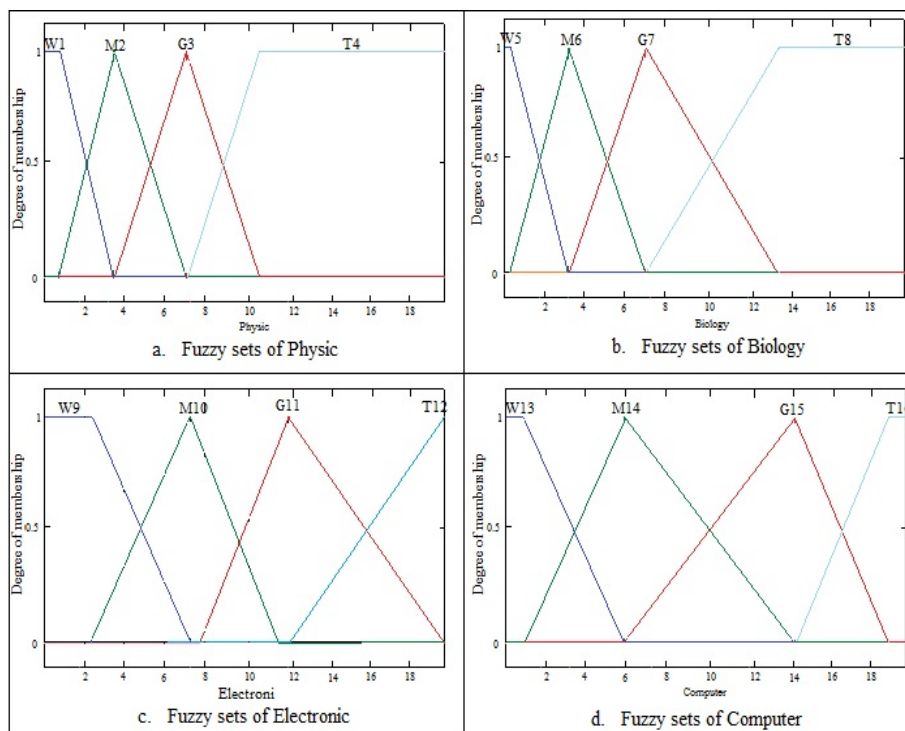 W1 M2 G3 T4
1
Degree of membership
0.5
0
2 4 6 8 10 12 14 16 18
Physic
a. Fuzzy sets of Physic
W5 M6 G7 T8
1
Degree of membership
0.5
0
2 4 6 8 10 12 14 16 18
Biology
b. Fuzzy sets of Biology
W9 M10 G11 T12
1
Degree of membership
0.5
0
2 4 6 8 10 12 14 16 18
Electroni
c. Fuzzy sets of Electronic
W13 M14 G15
1
Degree of membership
0.5
0
2 4 6 8 10 12 14 16 18
Computer
d. Fuzzy sets of Computer